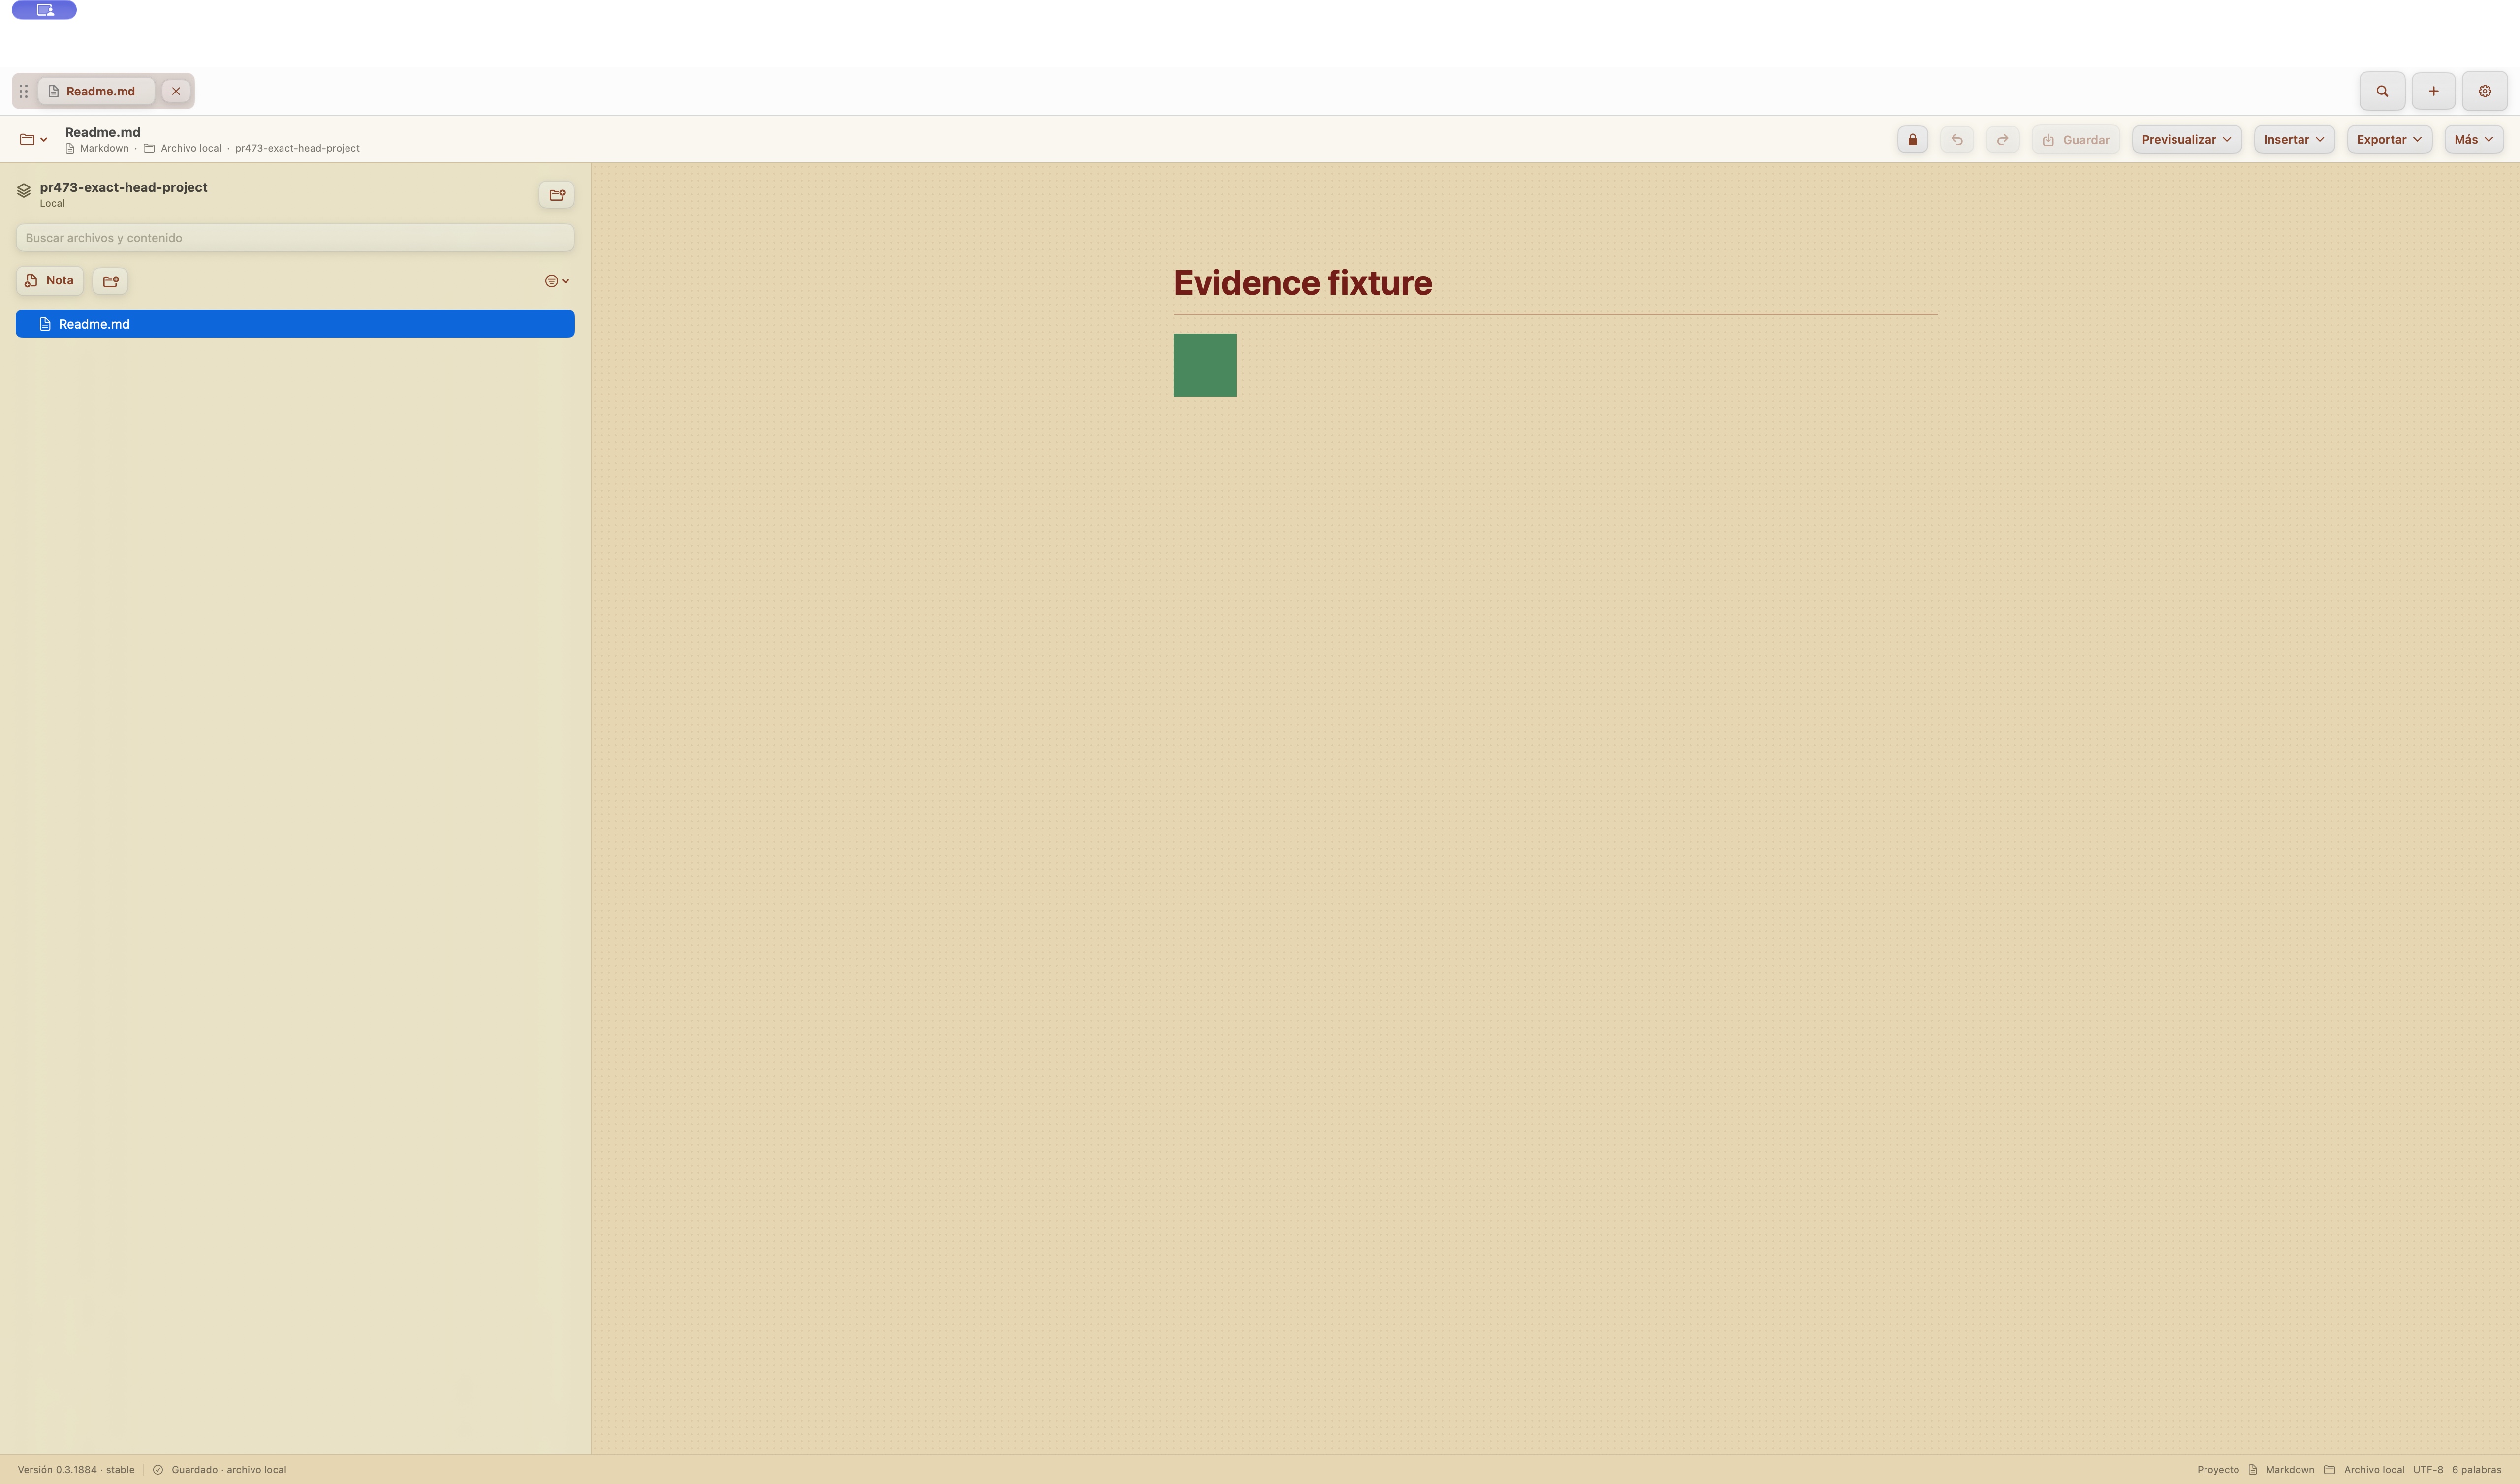 Readme.md
Readme.md
Markdown · Archivo local · pr473-exact-head-project
Guardar
Previsualizar
Insertar
Exportar
Más
pr473-exact-head-project
Local
Buscar archivos y contenido
Nota
Readme.md
Evidence fixture
Versión 0.3.1884 · stable
Guardado · archivo local
Proyecto Markdown Archivo local UTF-8 6 palabras